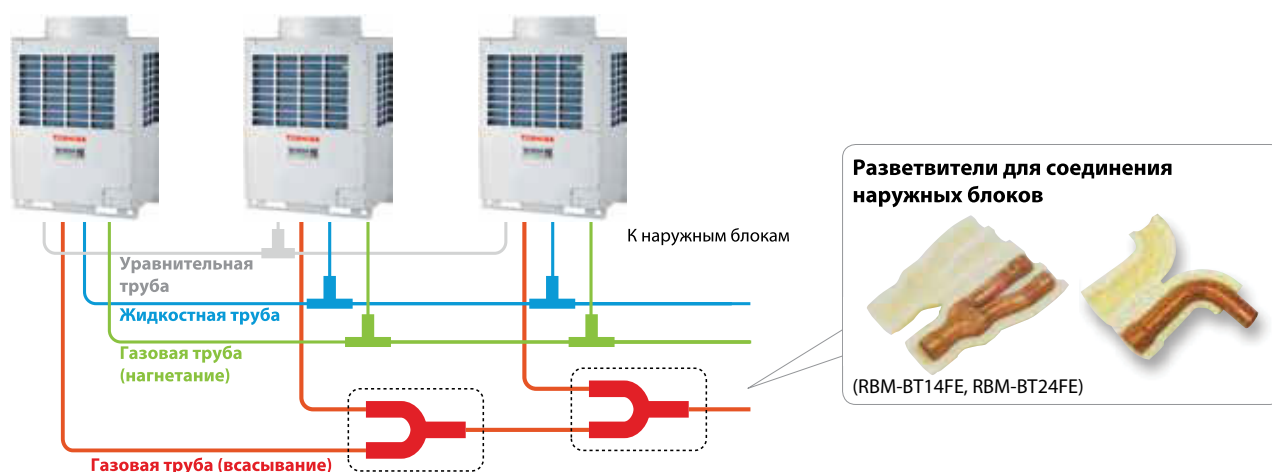 К наружным блокам
Уравнительная
труба
Жидкостная труба
Газовая труба
(нагнетание)
Газовая труба (всасывание)
Разветвители для соединения
наружных блоков
(RBM-BT14FE, RBM-BT24FE)